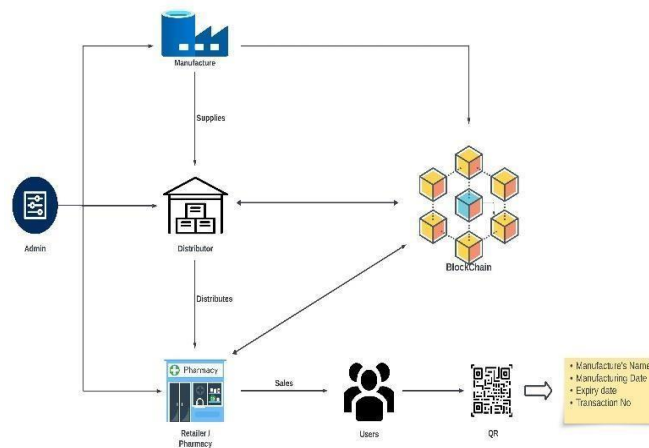 Manufacture
Supplies
Admin
Distributor
BlockChain
Distributes
Pharmacy
Sales
Retailer /
Pharmacy
Users
QR
• Manufacture's Name
• Manufacturing Date
• Expiry date
• Transaction No